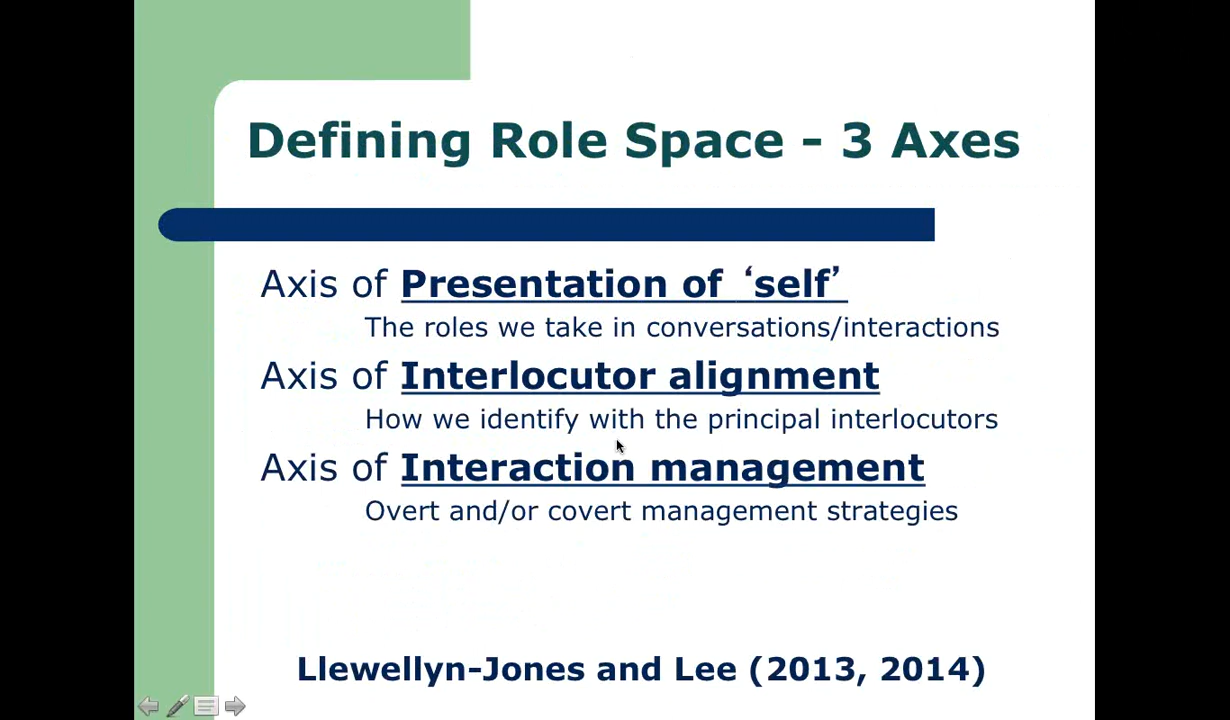 Defining Role Space - 3 Axes
Axis of Presentation of ‘self’
The roles we take in conversations/interactions
Axis of Interlocutor alignment
How we identify with the principal interlocutors
Axis of Interaction management
Overt and/or covert management strategies
Llewellyn-Jones and Lee (2013, 2014)